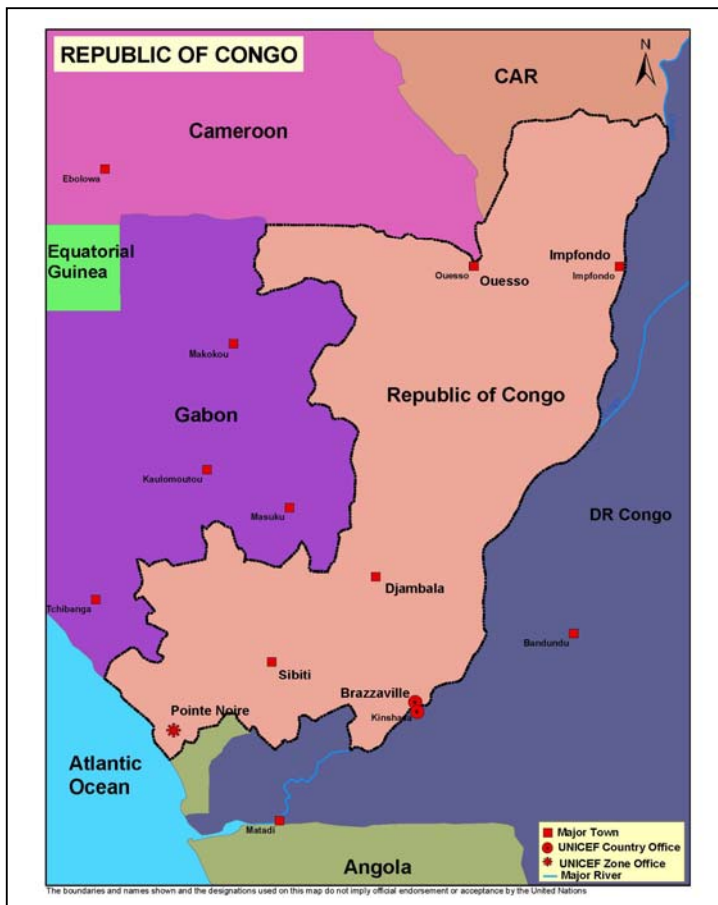 REPUBLIC OF CONGO
N
CAR
Cameroon
Ebolowa
Equatorial
Guinea
Impfondo
Ouesso
Ouesso
Impfondo
Makokou
Republic of Congo
Gabon
Kaulomoutou
Masuku
DR Congo
Djambala
Tchibanga
Bandundu
Sibiti
Brazzaville
Pointe Noire
Kinshasa
Atlantic
Ocean
Matadi
Angola
Major Town
UNICEF Country Office
UNICEF Zone Office
Major River
The boundaries and names shown and the designations used on this map do not imply official endorsement or acceptance by the United Nations